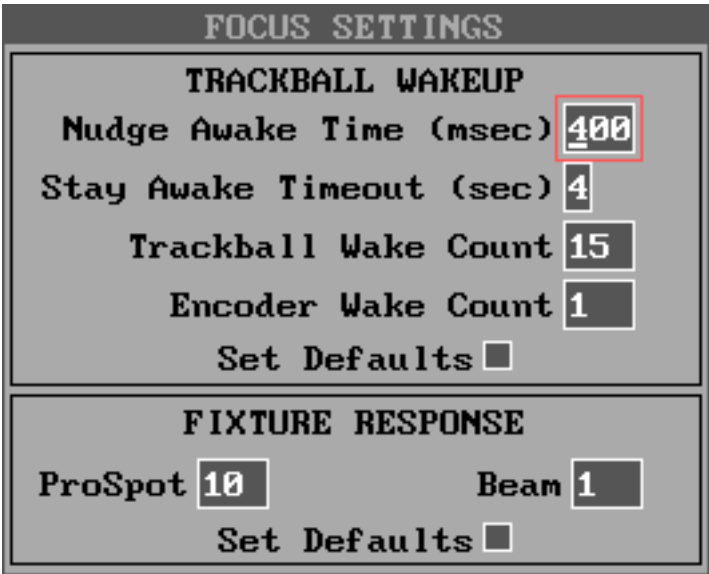 FOCUS SETTINGS
TRACKBALL WAKEUP
Nudge Awake Time (msec) 400
Stay Awake Timeout (sec) 4
Trackball Wake Count 15
Encoder Wake Count 1
Set Defaults
FIXTURE RESPONSE
ProSpot 10 Beam 1
Set Defaults